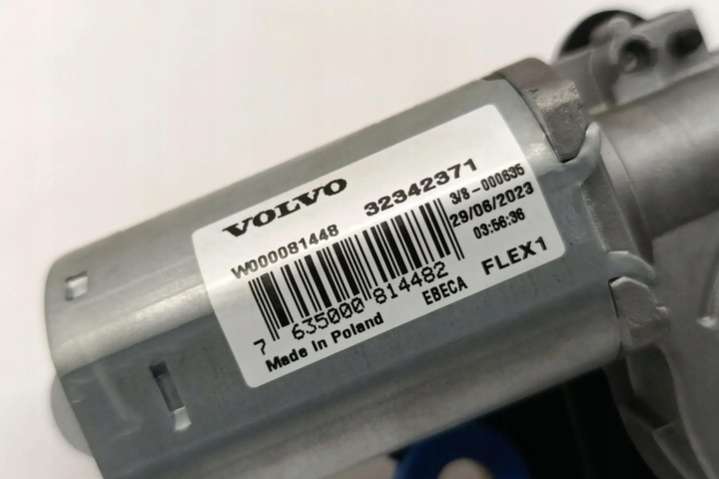 VOLVO 32342371
W000081448 3/8-000635
29/06/2023
03:56:36
7 635000 814482
EBECA FLEX1
Made in Poland